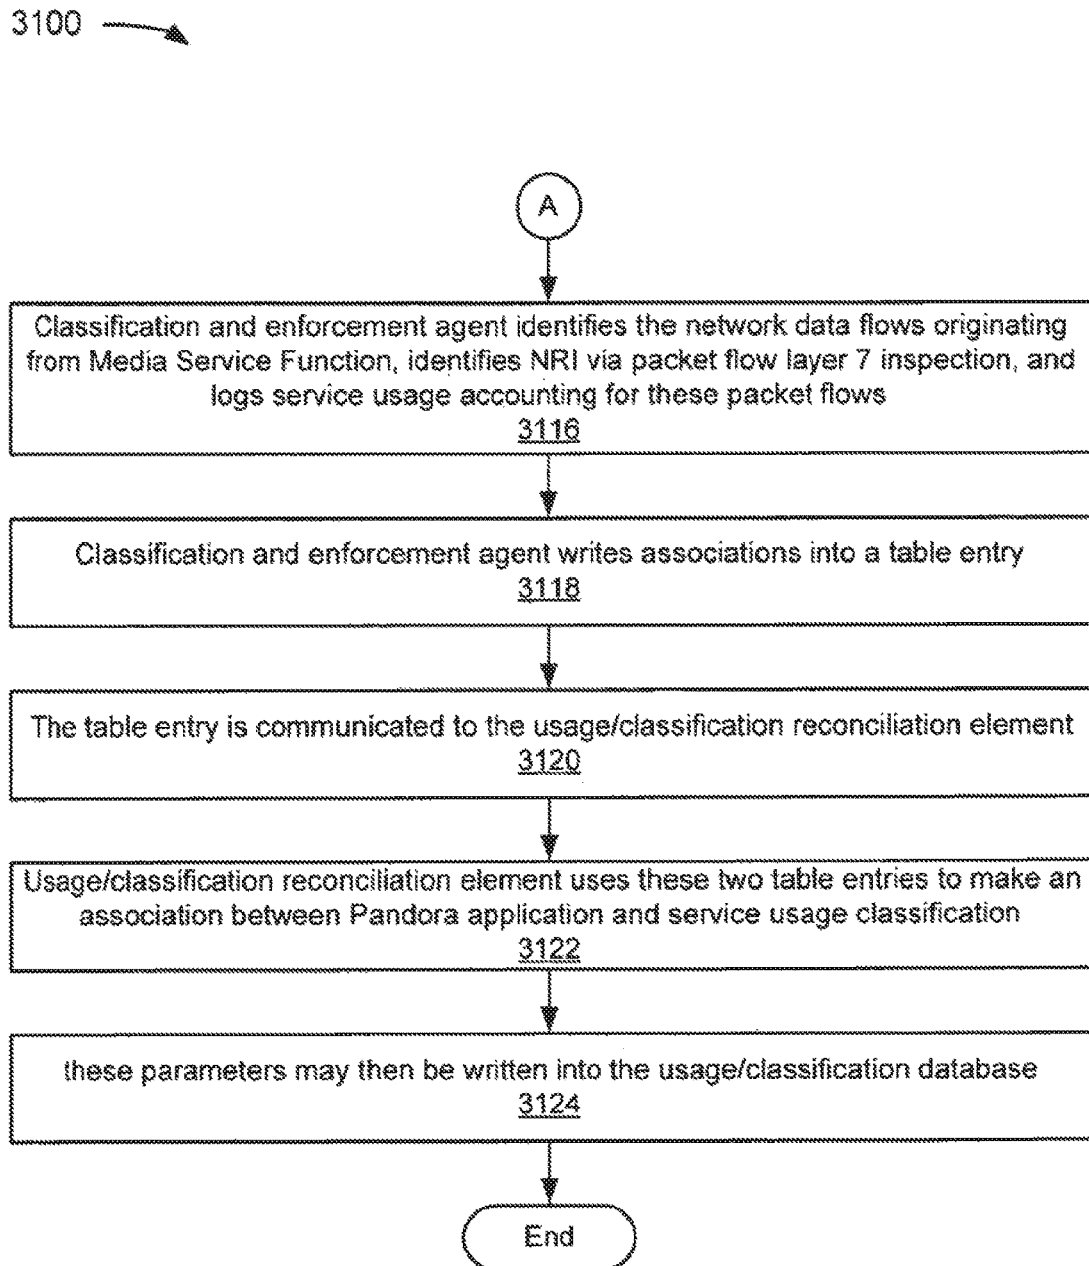 3100
A
Classification and enforcement agent identifies the network data flows originating
from Media Service Function, identifies NRI via packet flow layer 7 inspection, and
logs service usage accounting for these packet flows
3116
Classification and enforcement agent writes associations into a table entry
3118
The table entry is communicated to the usage/classification reconciliation element
3120
Usage/classification reconciliation element uses these two table entries to make an
association between Pandora application and service usage classification
3122
these parameters may then be written into the usage/classification database
3124
End